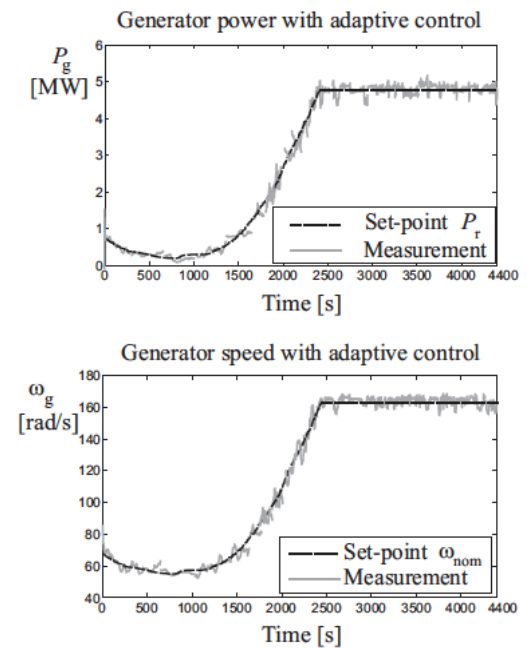 Generator power with adaptive control
P_g
[MW]
6
5
4
3
2
1
0
Set-point P_r
Measurement
0 500 1000 1500 2000 2500 3000 3500 4000 4400
Time [s]
Generator speed with adaptive control
ω_g
[rad/s]
180
160
140
120
100
80
60
40
Set-point ω_nom
Measurement
0 500 1000 1500 2000 2500 3000 3500 4000 4400
Time [s]